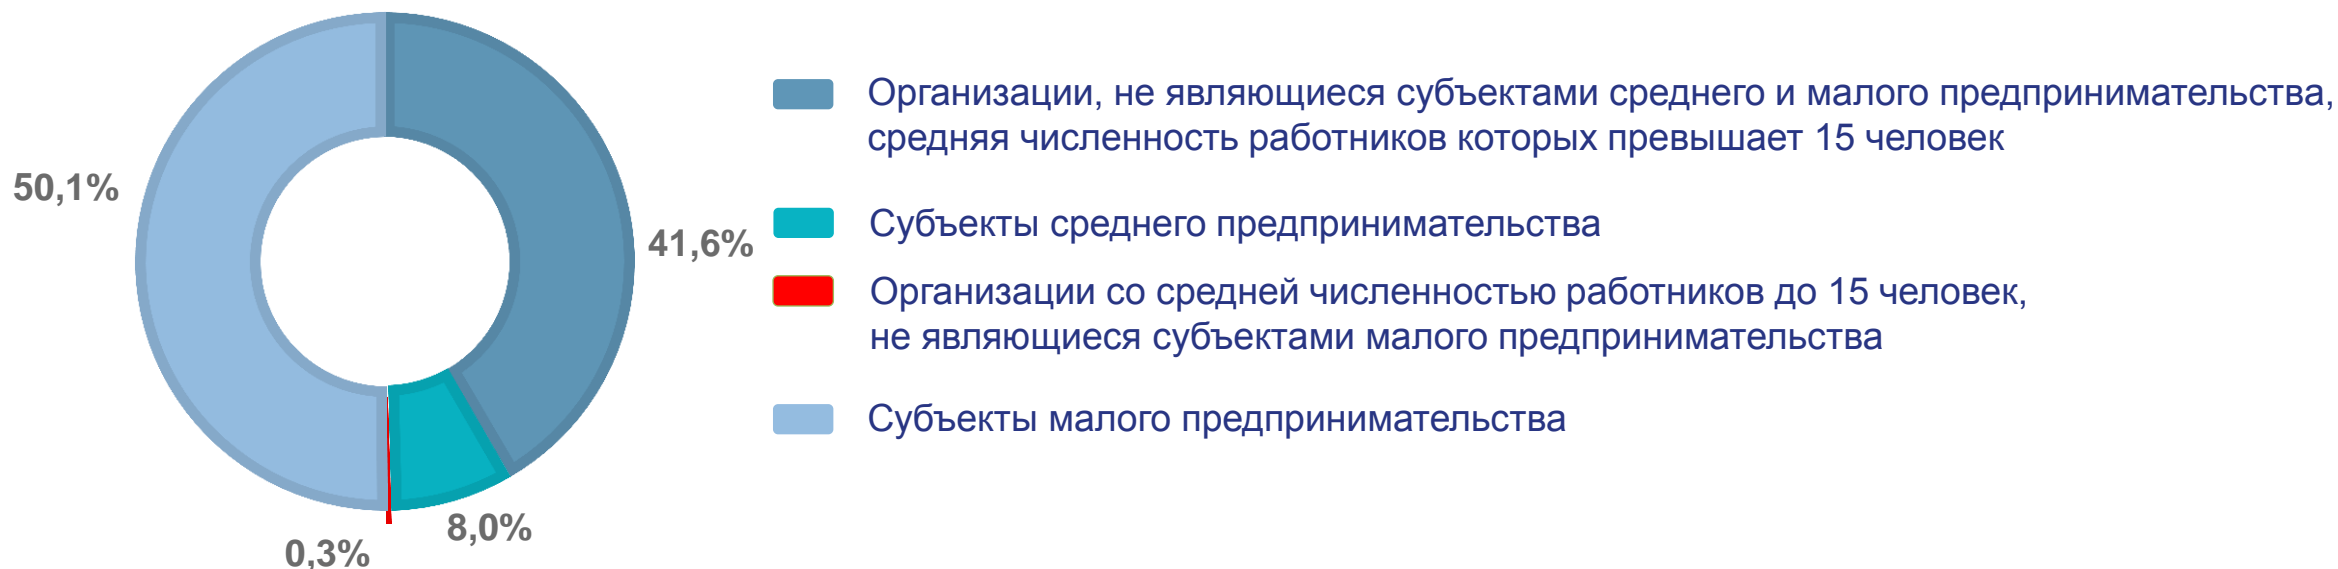 50,1%
41,6%
8,0%
0,3%
Организации, не являющиеся субъектами среднего и малого предпринимательства,
средняя численность работников которых превышает 15 человек
Субъекты среднего предпринимательства
Организации со средней численностью работников до 15 человек,
не являющиеся субъектами малого предпринимательства
Субъекты малого предпринимательства